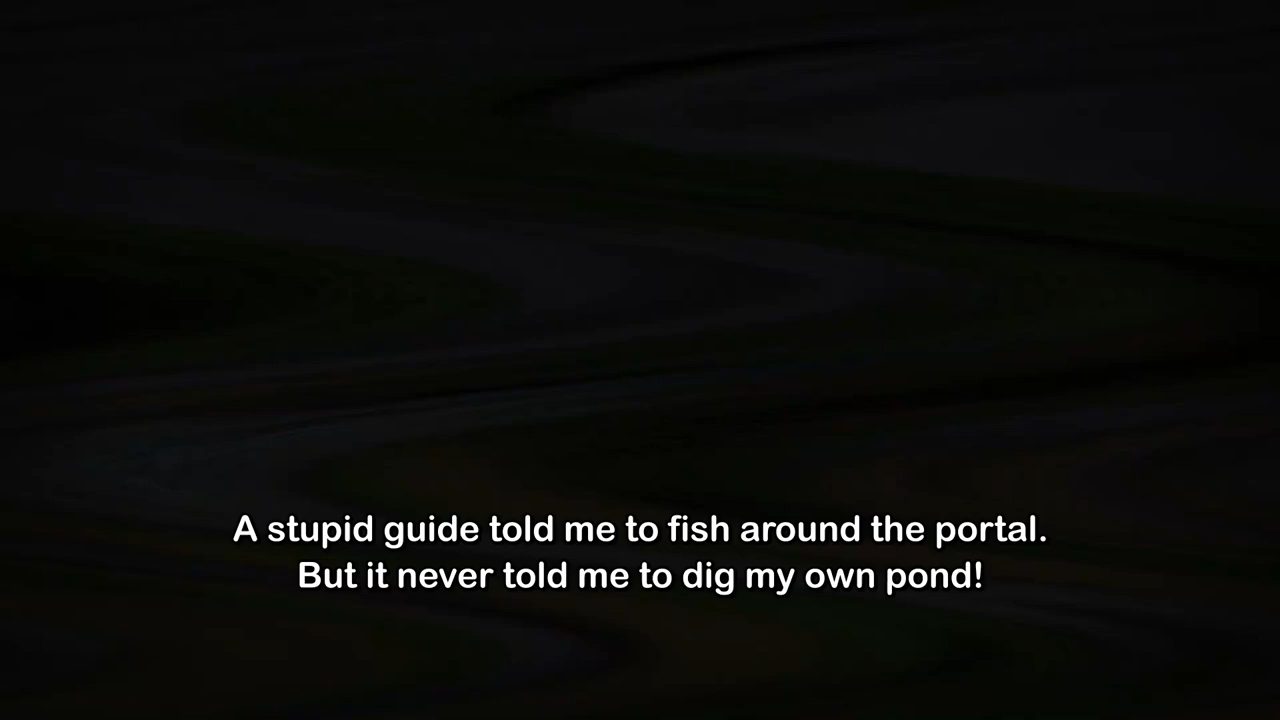 A stupid guide told me to fish around the portal.
But it never told me to dig my own pond!